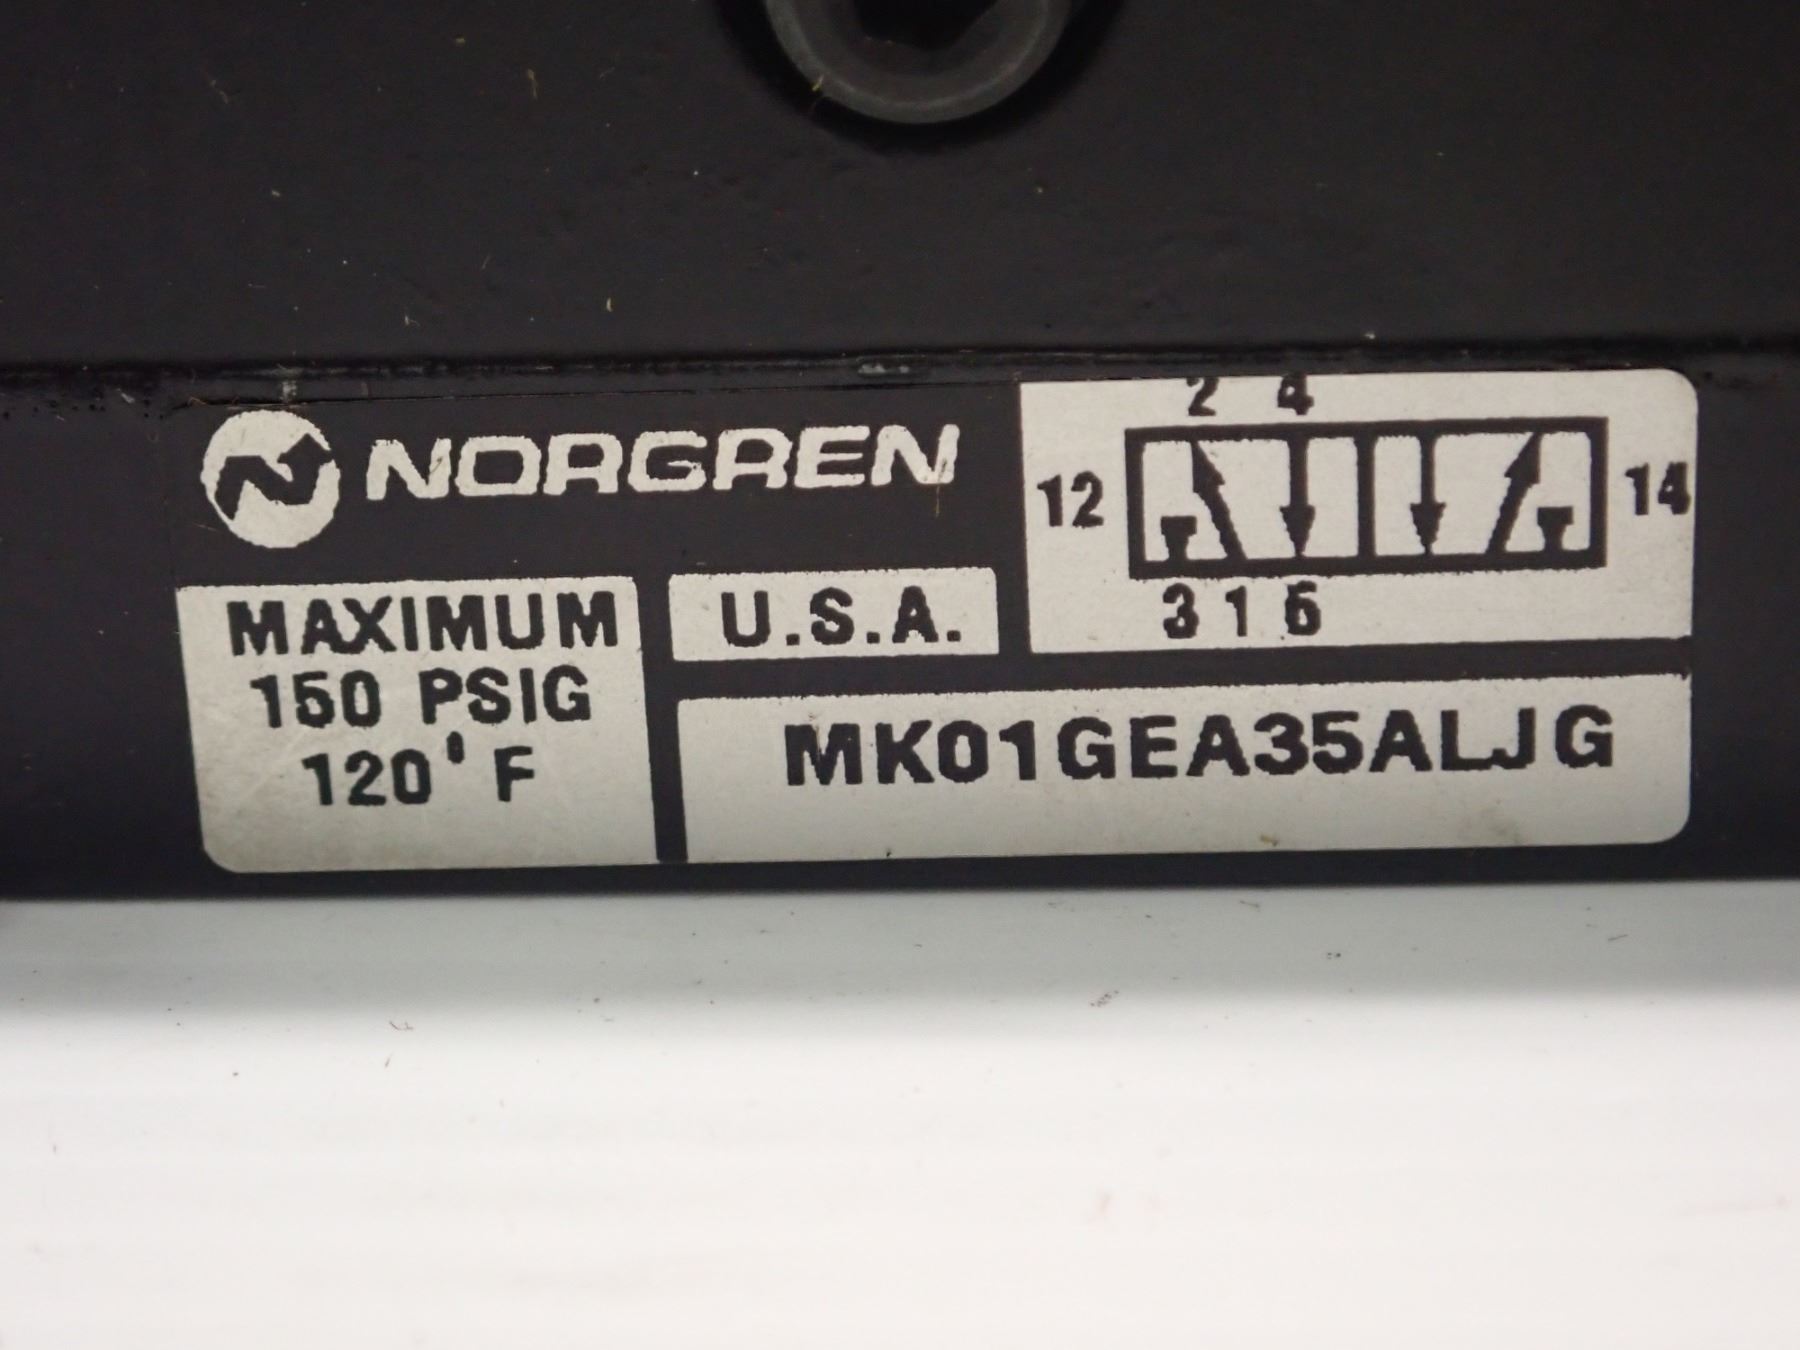 NORGREN
2 4
12
14
3 1 5
MAXIMUM
150 PSIG
120° F
U.S.A.
MK01GEA35ALJG